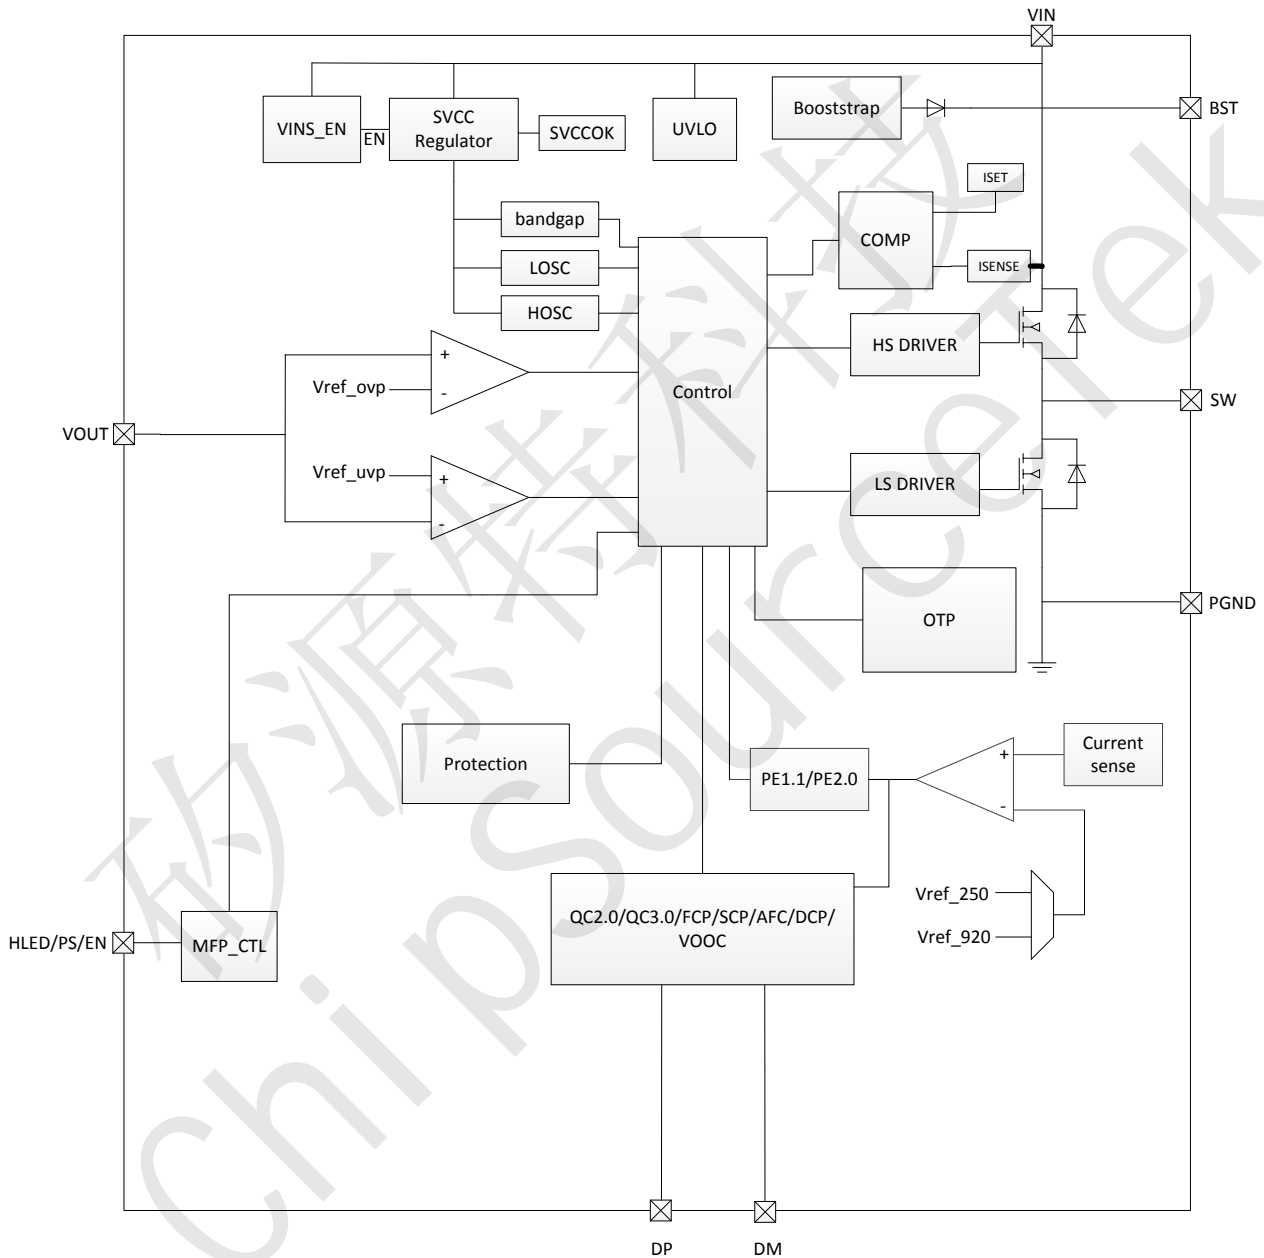 VIN
VINS_EN
EN
SVCC
Regulator
SVCCOK
UVLO
Booststrap
BST
ISET
bandgap
COMP
LOSC
ISENSE
HOSC
+
Vref_ovp
-
HS DRIVER
Control
SW
VOUT
Vref_uvp
+
-
LS DRIVER
PGND
OTP
Protection
PE1.1/PE2.0
+
-
Current
sense
QC2.0/QC3.0/FCP/SCP/AFC/DCP/
VOOC
Vref_250
Vref_920
HLED/PS/EN
MFP_CTL
DP
DM
矽源特科技
ChipSourceTek